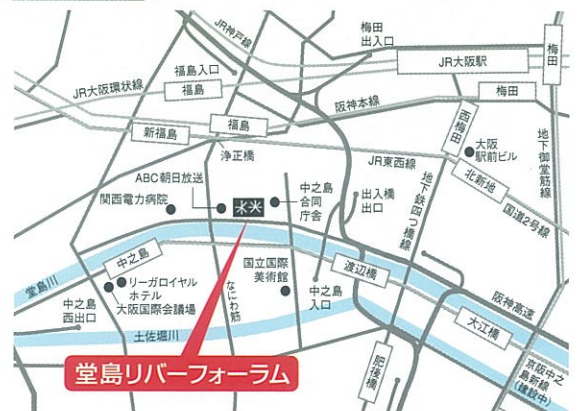 JR神戸線
梅田
出入口
梅田
JR大阪駅
福島入口
福島
JR大阪環状線
阪神本線
梅田
西梅田
新福島
福島
浄正橋
大阪
駅前ビル
JR東西線
北新地
地下御堂筋線
国道2号線
ABC朝日放送
関西電力病院
中之島
合同
庁舎
出入橋
出口
地下鉄四つ橋線
堂島川
中之島
国立国際
美術館
渡辺橋
リーガロイヤル
ホテル
大阪国際会議場
なにわ筋
中之島
入口
阪神高速
中之島
西出口
土佐堀川
大江橋
肥後橋
京阪中之
島新線
(建設中)
堂島リバーフォーラム